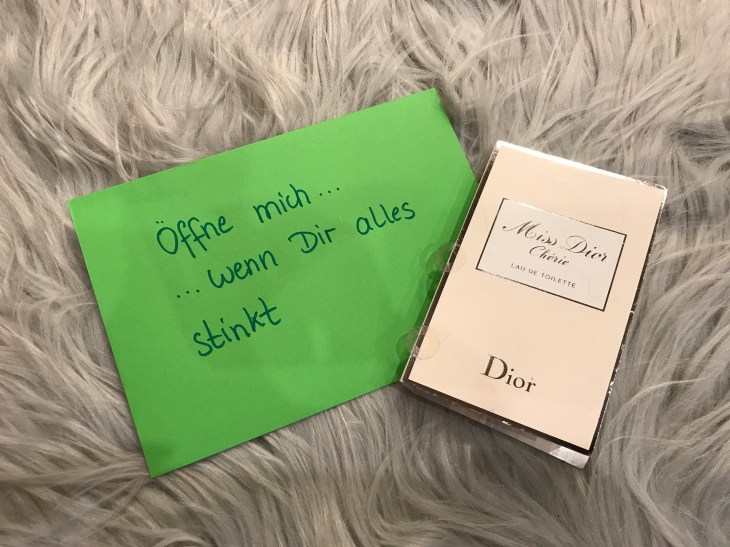 Öffne mich...
...wenn Dir alles
stinkt
Miss Dior
Chérie
EAU DE TOILETTE
Dior